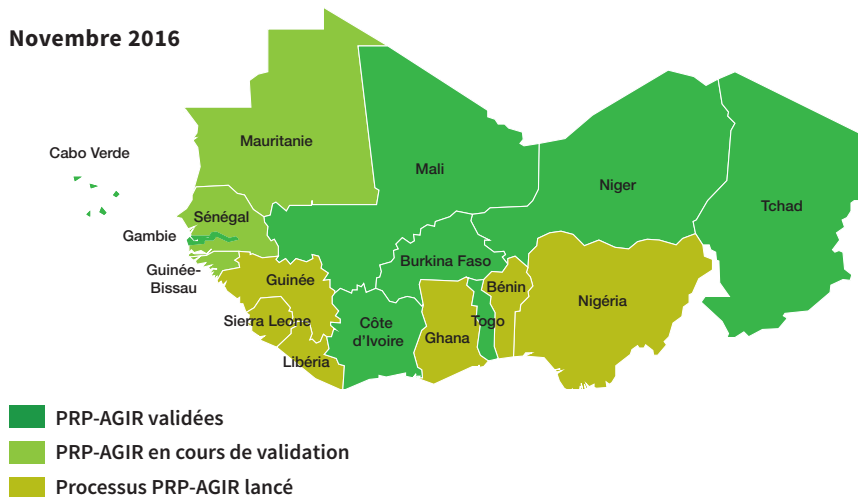 Novembre 2016
Mauritanie
Cabo Verde
Mali
Niger
Tchad
Sénégal
Gambie
Burkina Faso
Guinée-
Bissau
Guinée
Bénin
Nigéria
Sierra Leone
Côte
d'Ivoire
Togo
Ghana
Libéria
PRP-AGIR validées
PRP-AGIR en cours de validation
Processus PRP-AGIR lancé